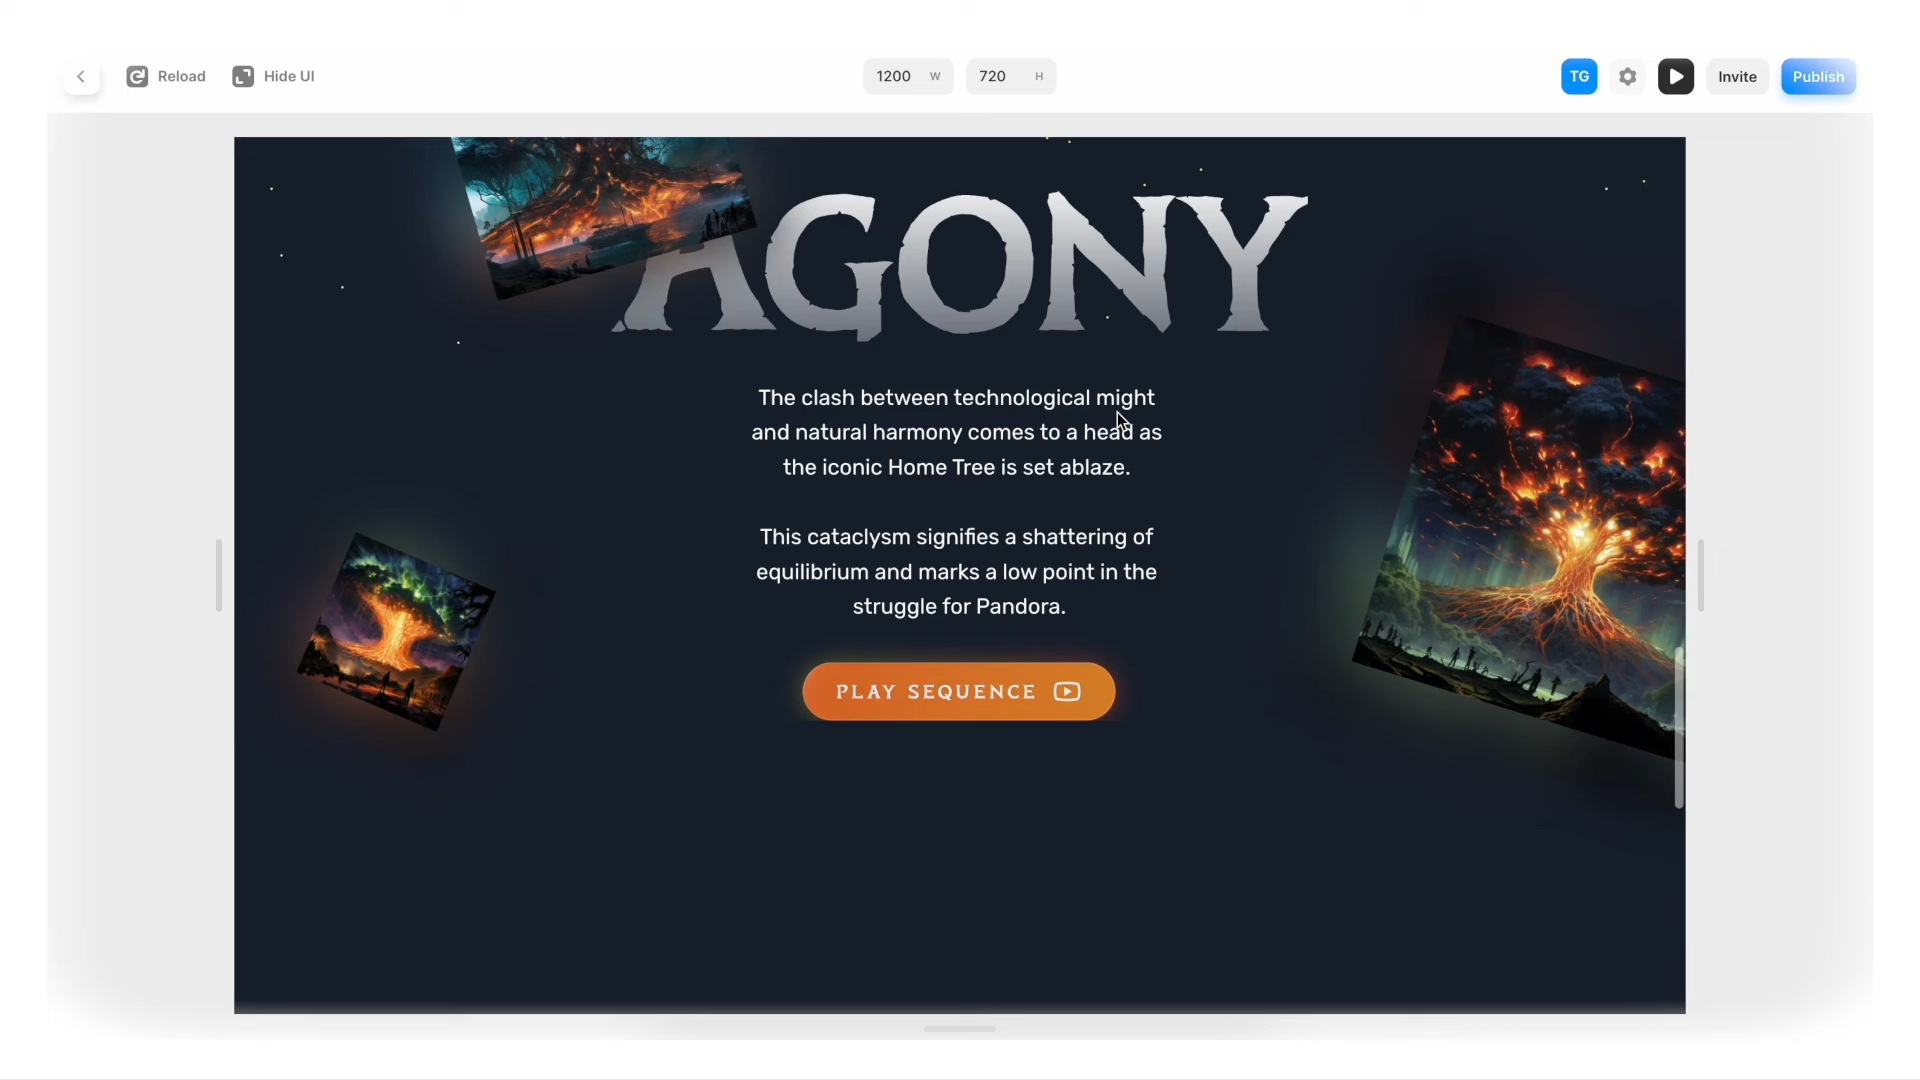 Reload
Hide UI
1200 W
720 H
TG
Invite
Publish
AGONY
The clash between technological might
and natural harmony comes to a head as
the iconic Home Tree is set ablaze.
This cataclysm signifies a shattering of
equilibrium and marks a low point in the
struggle for Pandora.
PLAY SEQUENCE